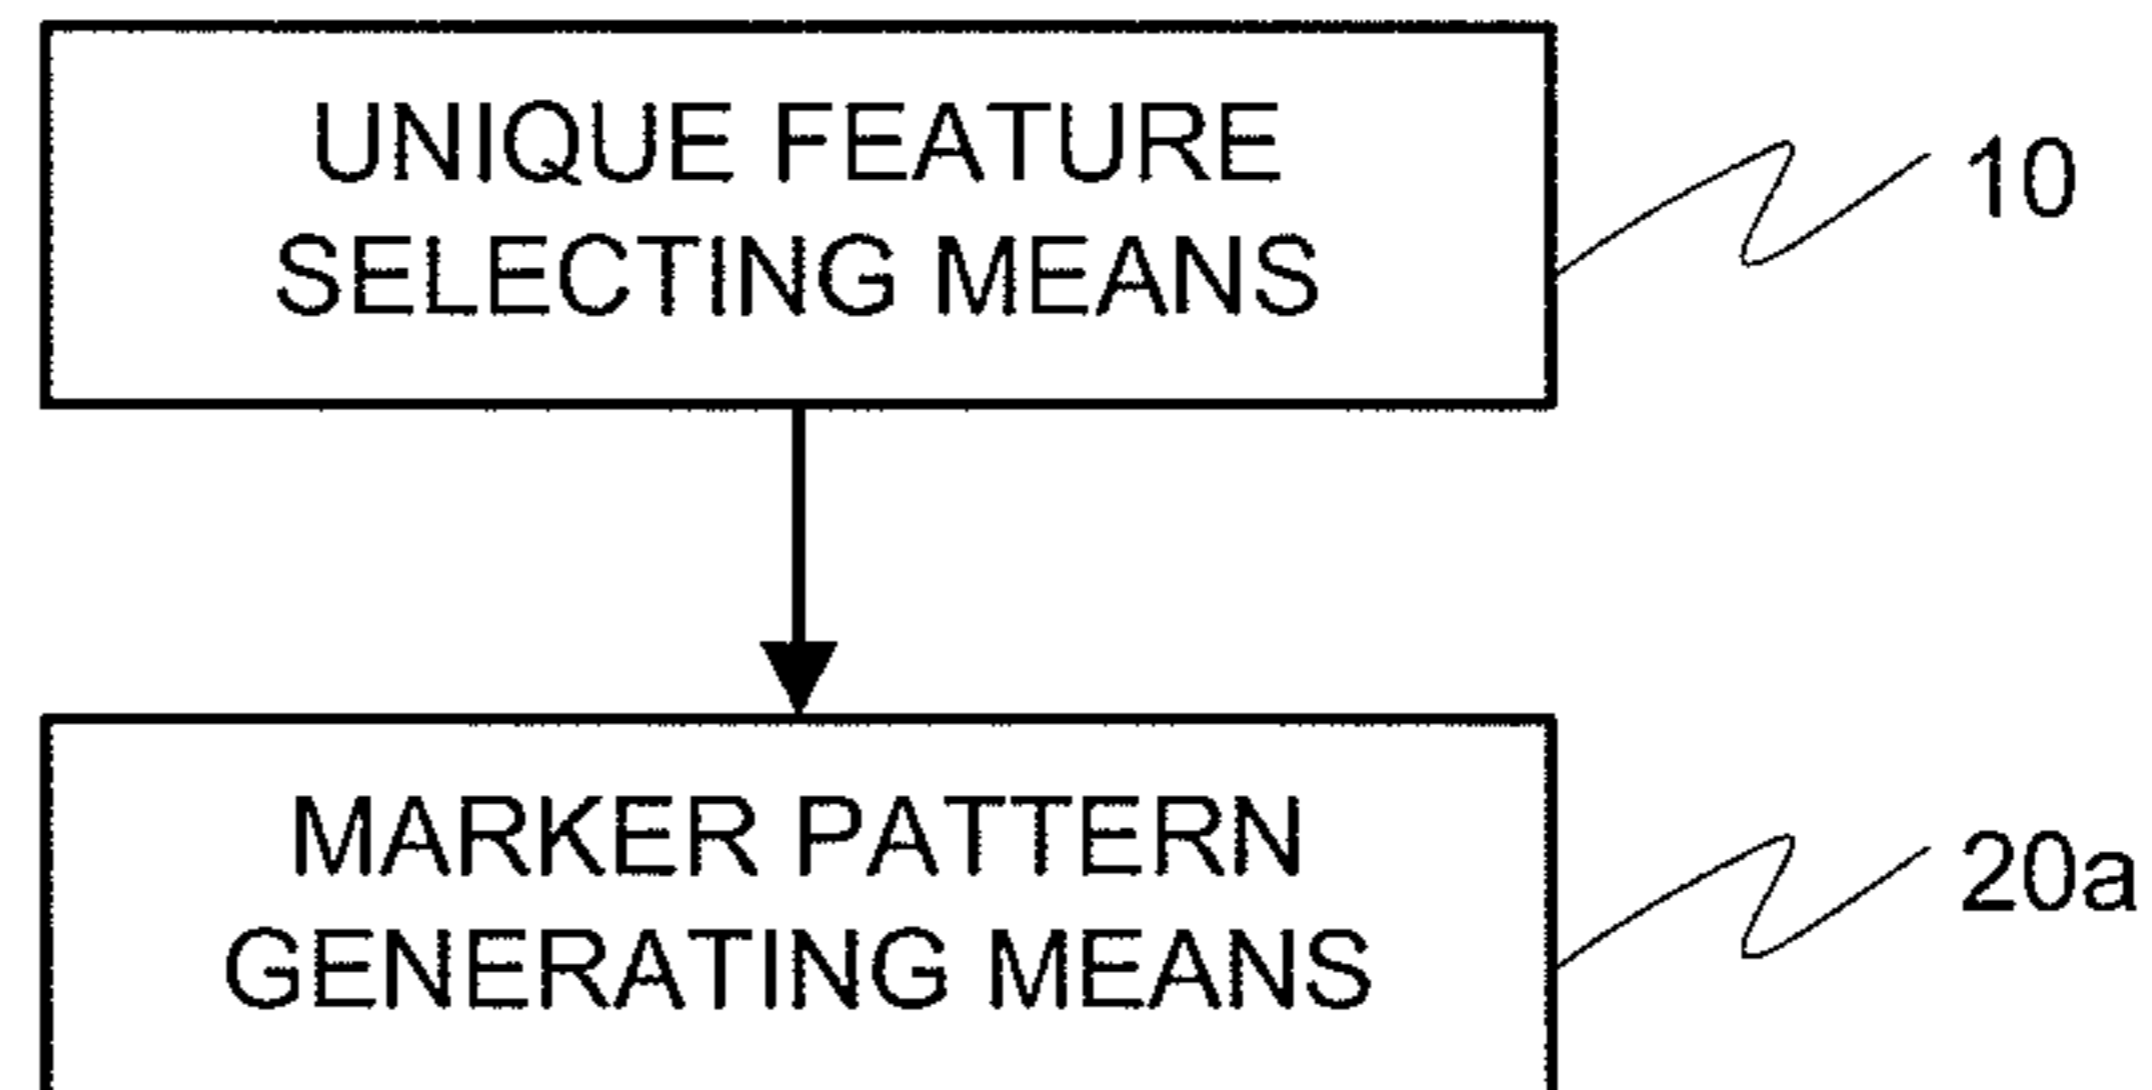 UNIQUE FEATURE
SELECTING MEANS
10
MARKER PATTERN
GENERATING MEANS
20a